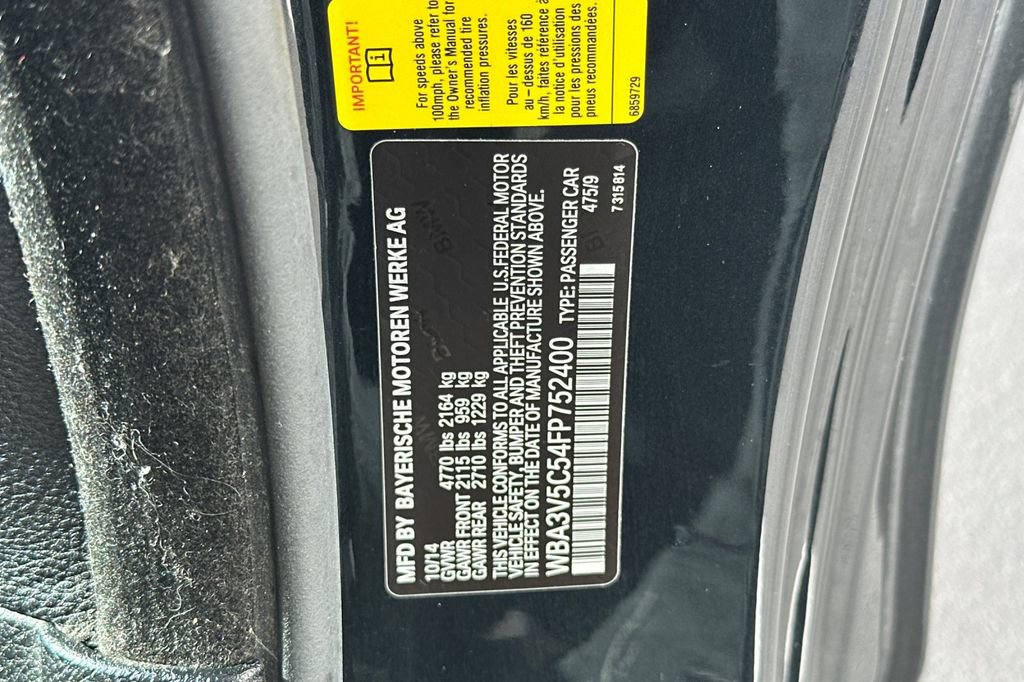 IMPORTANT!
For speeds above
100mph, please refer to
the Owner's Manual for
recommended tire
inflation pressures.
Pour les vitesses
au-dessus de 160
km/h, faites référence à
la notice d'utilisation
pour les pressions des
pneus recommandées.
6859729
MFD BY BAYERISCHE MOTOREN WERKE AG
10/14
GVWR 4770 lbs 2164 kg
GAWR FRONT 2115 lbs 959 kg
GAWR REAR 2710 lbs 1229 kg
THIS VEHICLE CONFORMS TO ALL APPLICABLE U.S.FEDERAL MOTOR
VEHICLE SAFETY, BUMPER AND THEFT PREVENTION STANDARDS
IN EFFECT ON THE DATE OF MANUFACTURE SHOWN ABOVE.
WBA3V5C54FP752400 TYPE: PASSENGER CAR
475/9
7315814